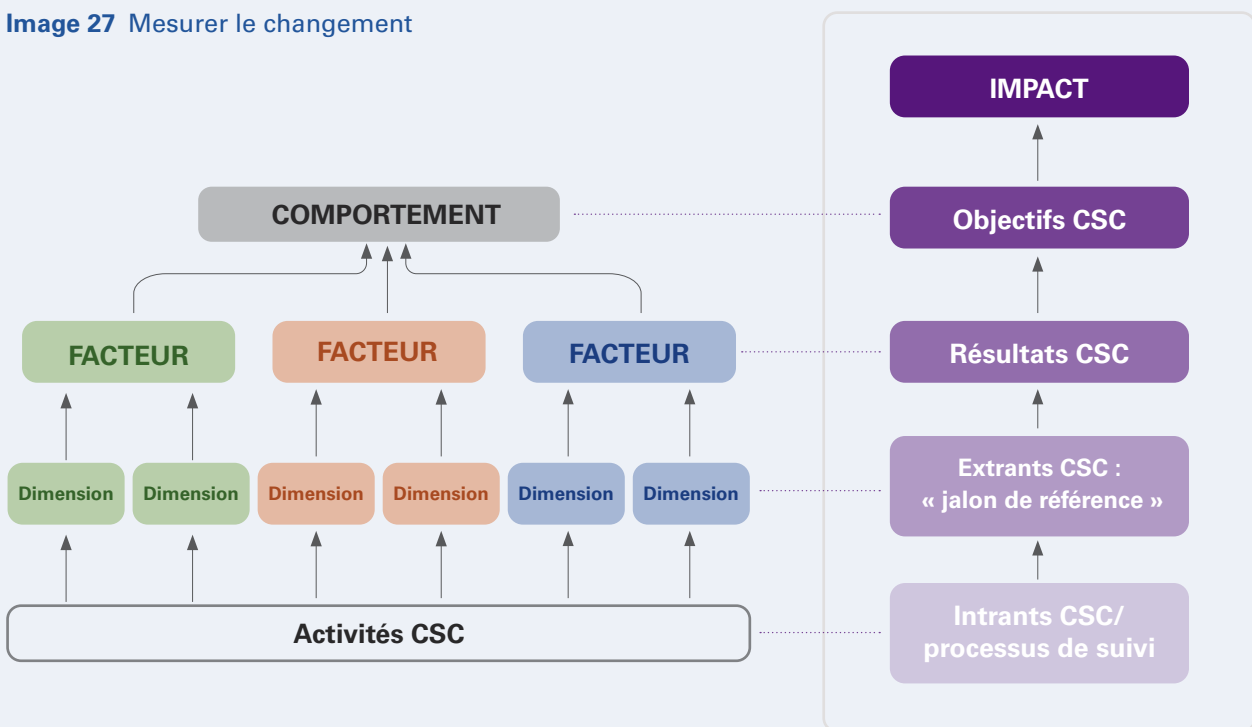 Image 27 Mesurer le changement
IMPACT
COMPORTEMENT
Objectifs CSC
FACTEUR
FACTEUR
FACTEUR
Résultats CSC
Dimension
Dimension
Dimension
Dimension
Dimension
Dimension
Extrants CSC :
« jalon de référence »
Activités CSC
Intrants CSC/
processus de suivi